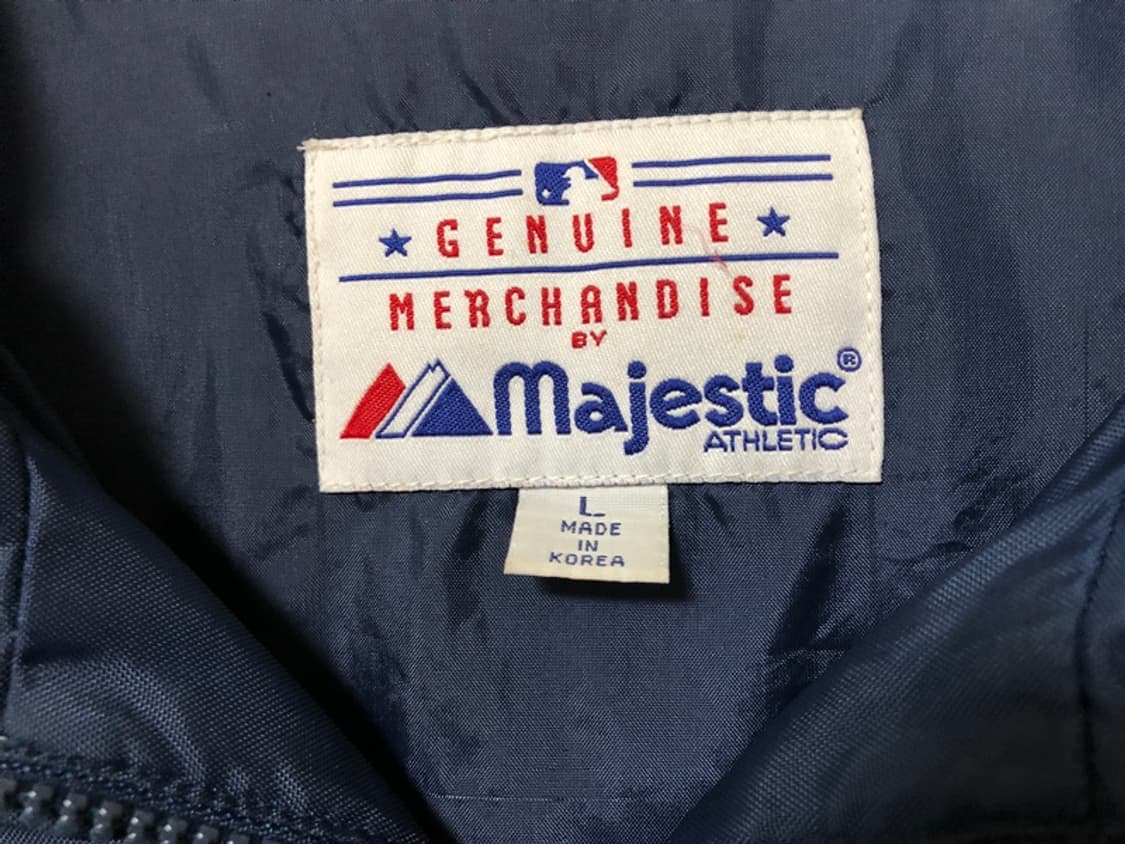 GENUINE
MERCHANDISE
BY
Majestic®
ATHLETIC
L
MADE
IN
KOREA